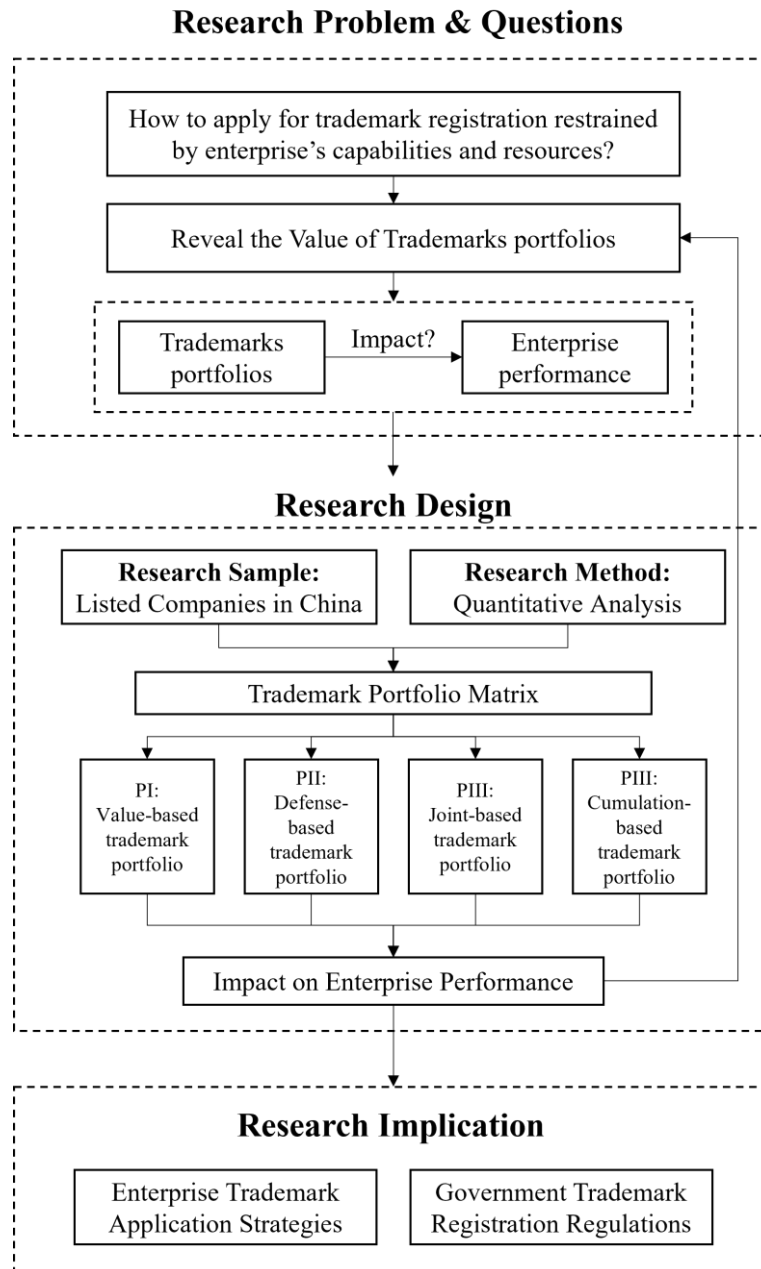 Research Problem & Questions
How to apply for trademark registration restrained
by enterprise's capabilities and resources?
Reveal the Value of Trademarks portfolios
Trademarks
portfolios
Impact?
Enterprise
performance
Research Design
Research Sample:
Listed Companies in China
Research Method:
Quantitative Analysis
Trademark Portfolio Matrix
PI:
Value-based
trademark
portfolio
PII:
Defense-
based
trademark
portfolio
PIII:
Joint-based
trademark
portfolio
PIII:
Cumulation-
based
trademark
portfolio
Impact on Enterprise Performance
Research Implication
Enterprise Trademark
Application Strategies
Government Trademark
Registration Regulations